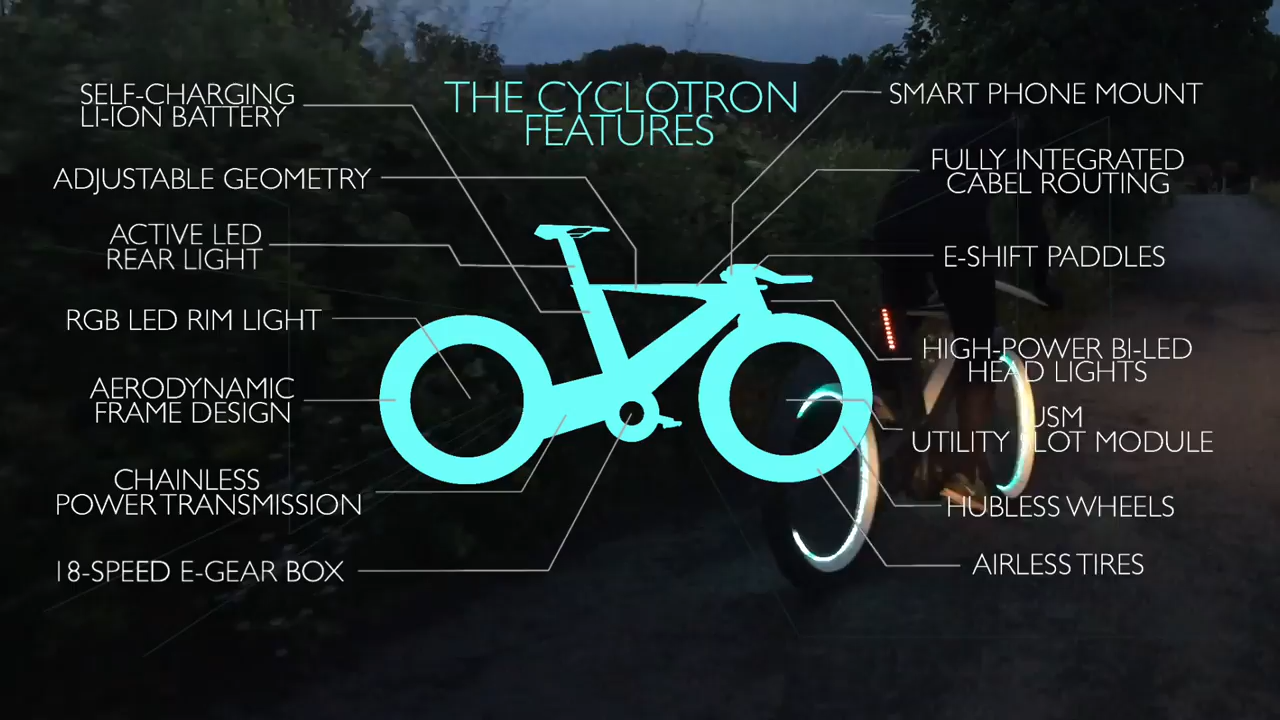 THE CYCLOTRON
FEATURES
SELF-CHARGING
LI-ION BATTERY
ADJUSTABLE GEOMETRY
ACTIVE LED
REAR LIGHT
RGB LED RIM LIGHT
AERODYNAMIC
FRAME DESIGN
CHAINLESS
POWER TRANSMISSION
18-SPEED E-GEAR BOX
SMART PHONE MOUNT
FULLY INTEGRATED
CABEL ROUTING
E-SHIFT PADDLES
HIGH-POWER BI-LED
HEAD LIGHTS
USM
UTILITY SLOT MODULE
HUBLESS WHEELS
AIRLESS TIRES